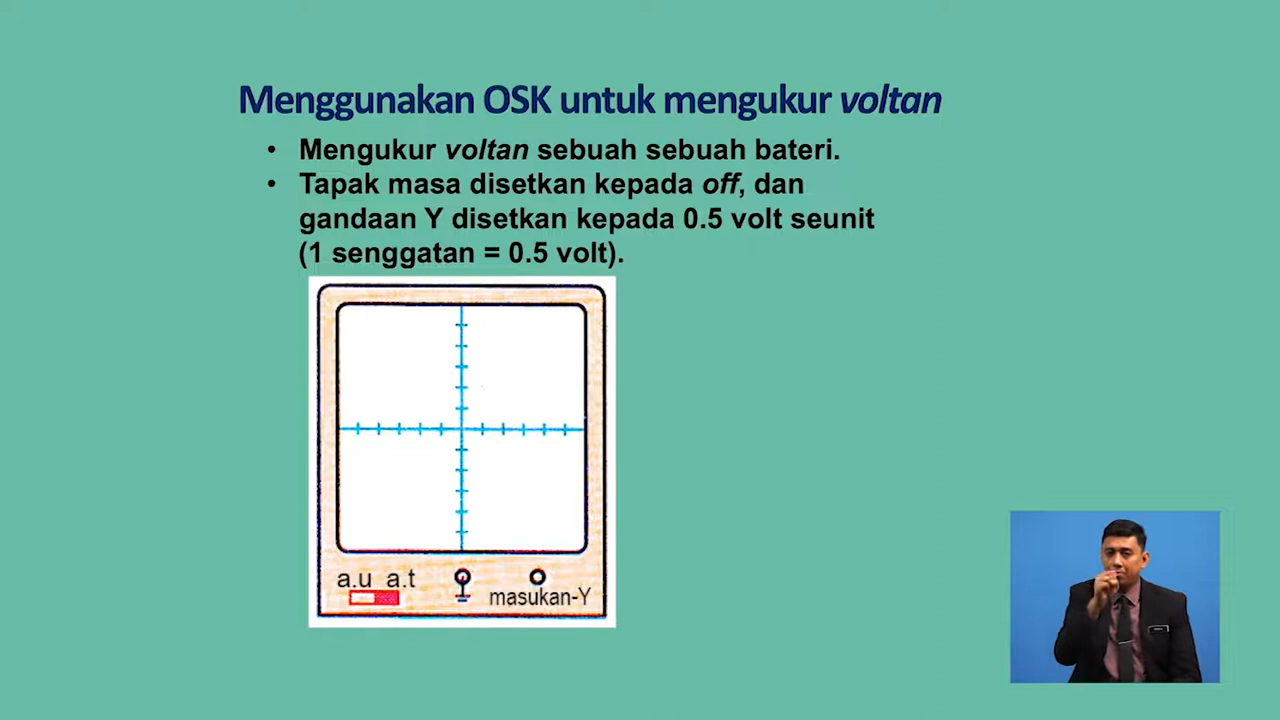 Menggunakan OSK untuk mengukur voltan
• Mengukur voltan sebuah sebuah bateri.
• Tapak masa disetkan kepada off, dan
gandaan Y disetkan kepada 0.5 volt seunit
(1 senggatan = 0.5 volt).
a.u a.t
masukan-Y